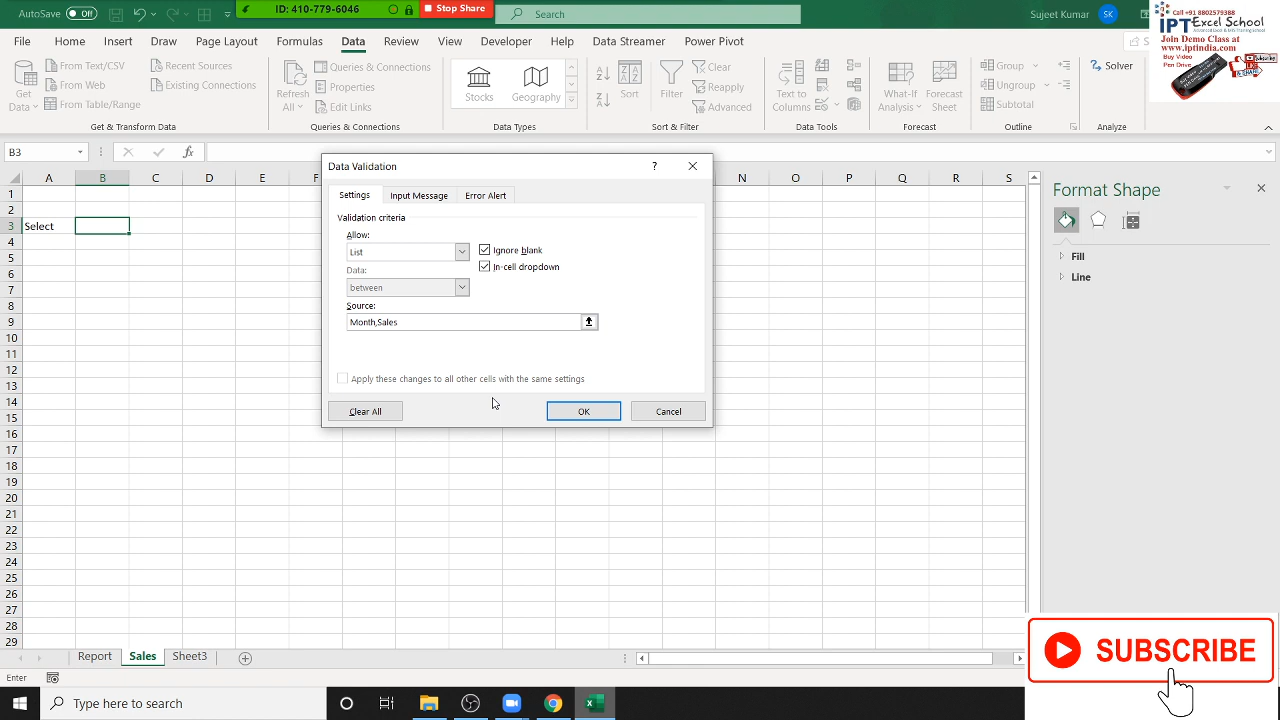 AutoSave Off
ID: 410-779-6046 Stop Share
Search
Sujeet Kumar SK
Call +91 8802579388
IPT Excel School
Advanced Excel & MIS Training School
Join Demo Class at
www.iptindia.com
Buy Video
Pen Drive
File Home Insert Draw Page Layout Formulas Data Review View Developer Help Data Streamer Power Pivot
Get Data
From Text/CSV
From Web
From Table/Range
Recent Sources
Existing Connections
Get & Transform Data
Refresh All
Queries & Connections
Properties
Edit Links
Queries & Connections
Stocks
Geography
Data Types
Sort
Filter
Clear
Reapply
Advanced
Sort & Filter
Text to Columns
Data Tools
What-If Analysis
Forecast Sheet
Forecast
Group
Ungroup
Subtotal
Outline
Solver
Analyze
B3
fx
A B C D E F N O P Q R S
1
2
3 Select
4
5
6
7
8
9
10
11
12
13
14
15
16
17
18
19
20
21
22
23
24
25
26
27
28
29
Data Validation ?
Settings Input Message Error Alert
Validation criteria
Allow:
List
Ignore blank
In-cell dropdown
Data:
between
Source:
Month,Sales
Apply these changes to all other cells with the same settings
Clear All OK Cancel
Format Shape
Fill
Line
Report Sales Sheet3
Enter
SUBSCRIBE
Type here to search